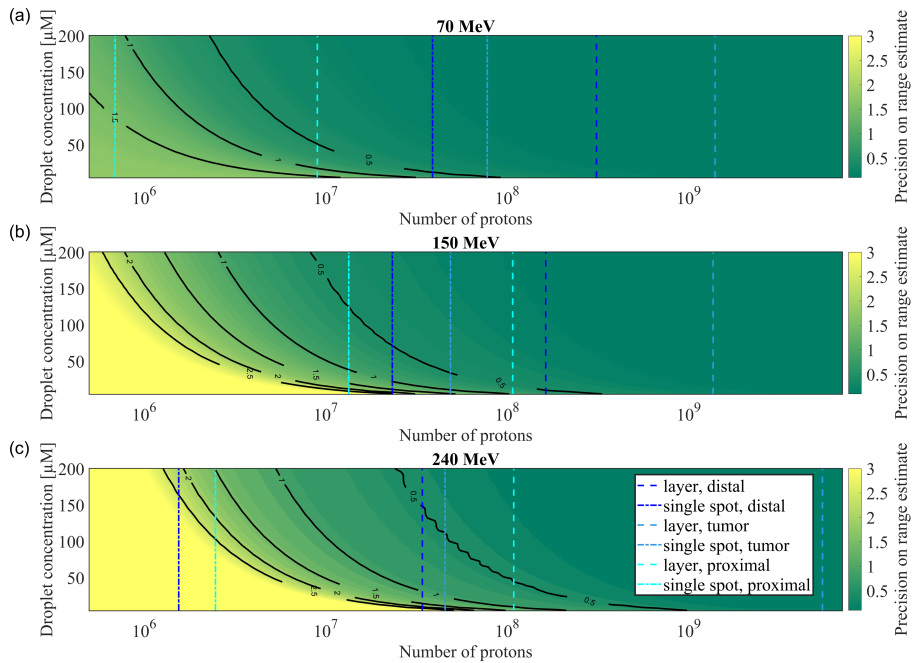 (a)
70 MeV
Droplet concentration [µM]
200
150
100
50
1
1.5
1
0.5
10^6
10^7
10^8
10^9
Number of protons
3
2.5
2
1.5
1
0.5
Precision on range estimate
(b)
150 MeV
Droplet concentration [µM]
200
150
100
50
2
1
0.5
2.5
2
1.5
1
0.5
10^6
10^7
10^8
10^9
Number of protons
3
2.5
2
1.5
1
0.5
Precision on range estimate
(c)
240 MeV
Droplet concentration [µM]
200
150
100
50
2
1
0.5
2.5
2
1.5
1
0.5
layer, distal
single spot, distal
layer, tumor
single spot, tumor
layer, proximal
single spot, proximal
10^6
10^7
10^8
10^9
Number of protons
3
2.5
2
1.5
1
0.5
Precision on range estimate